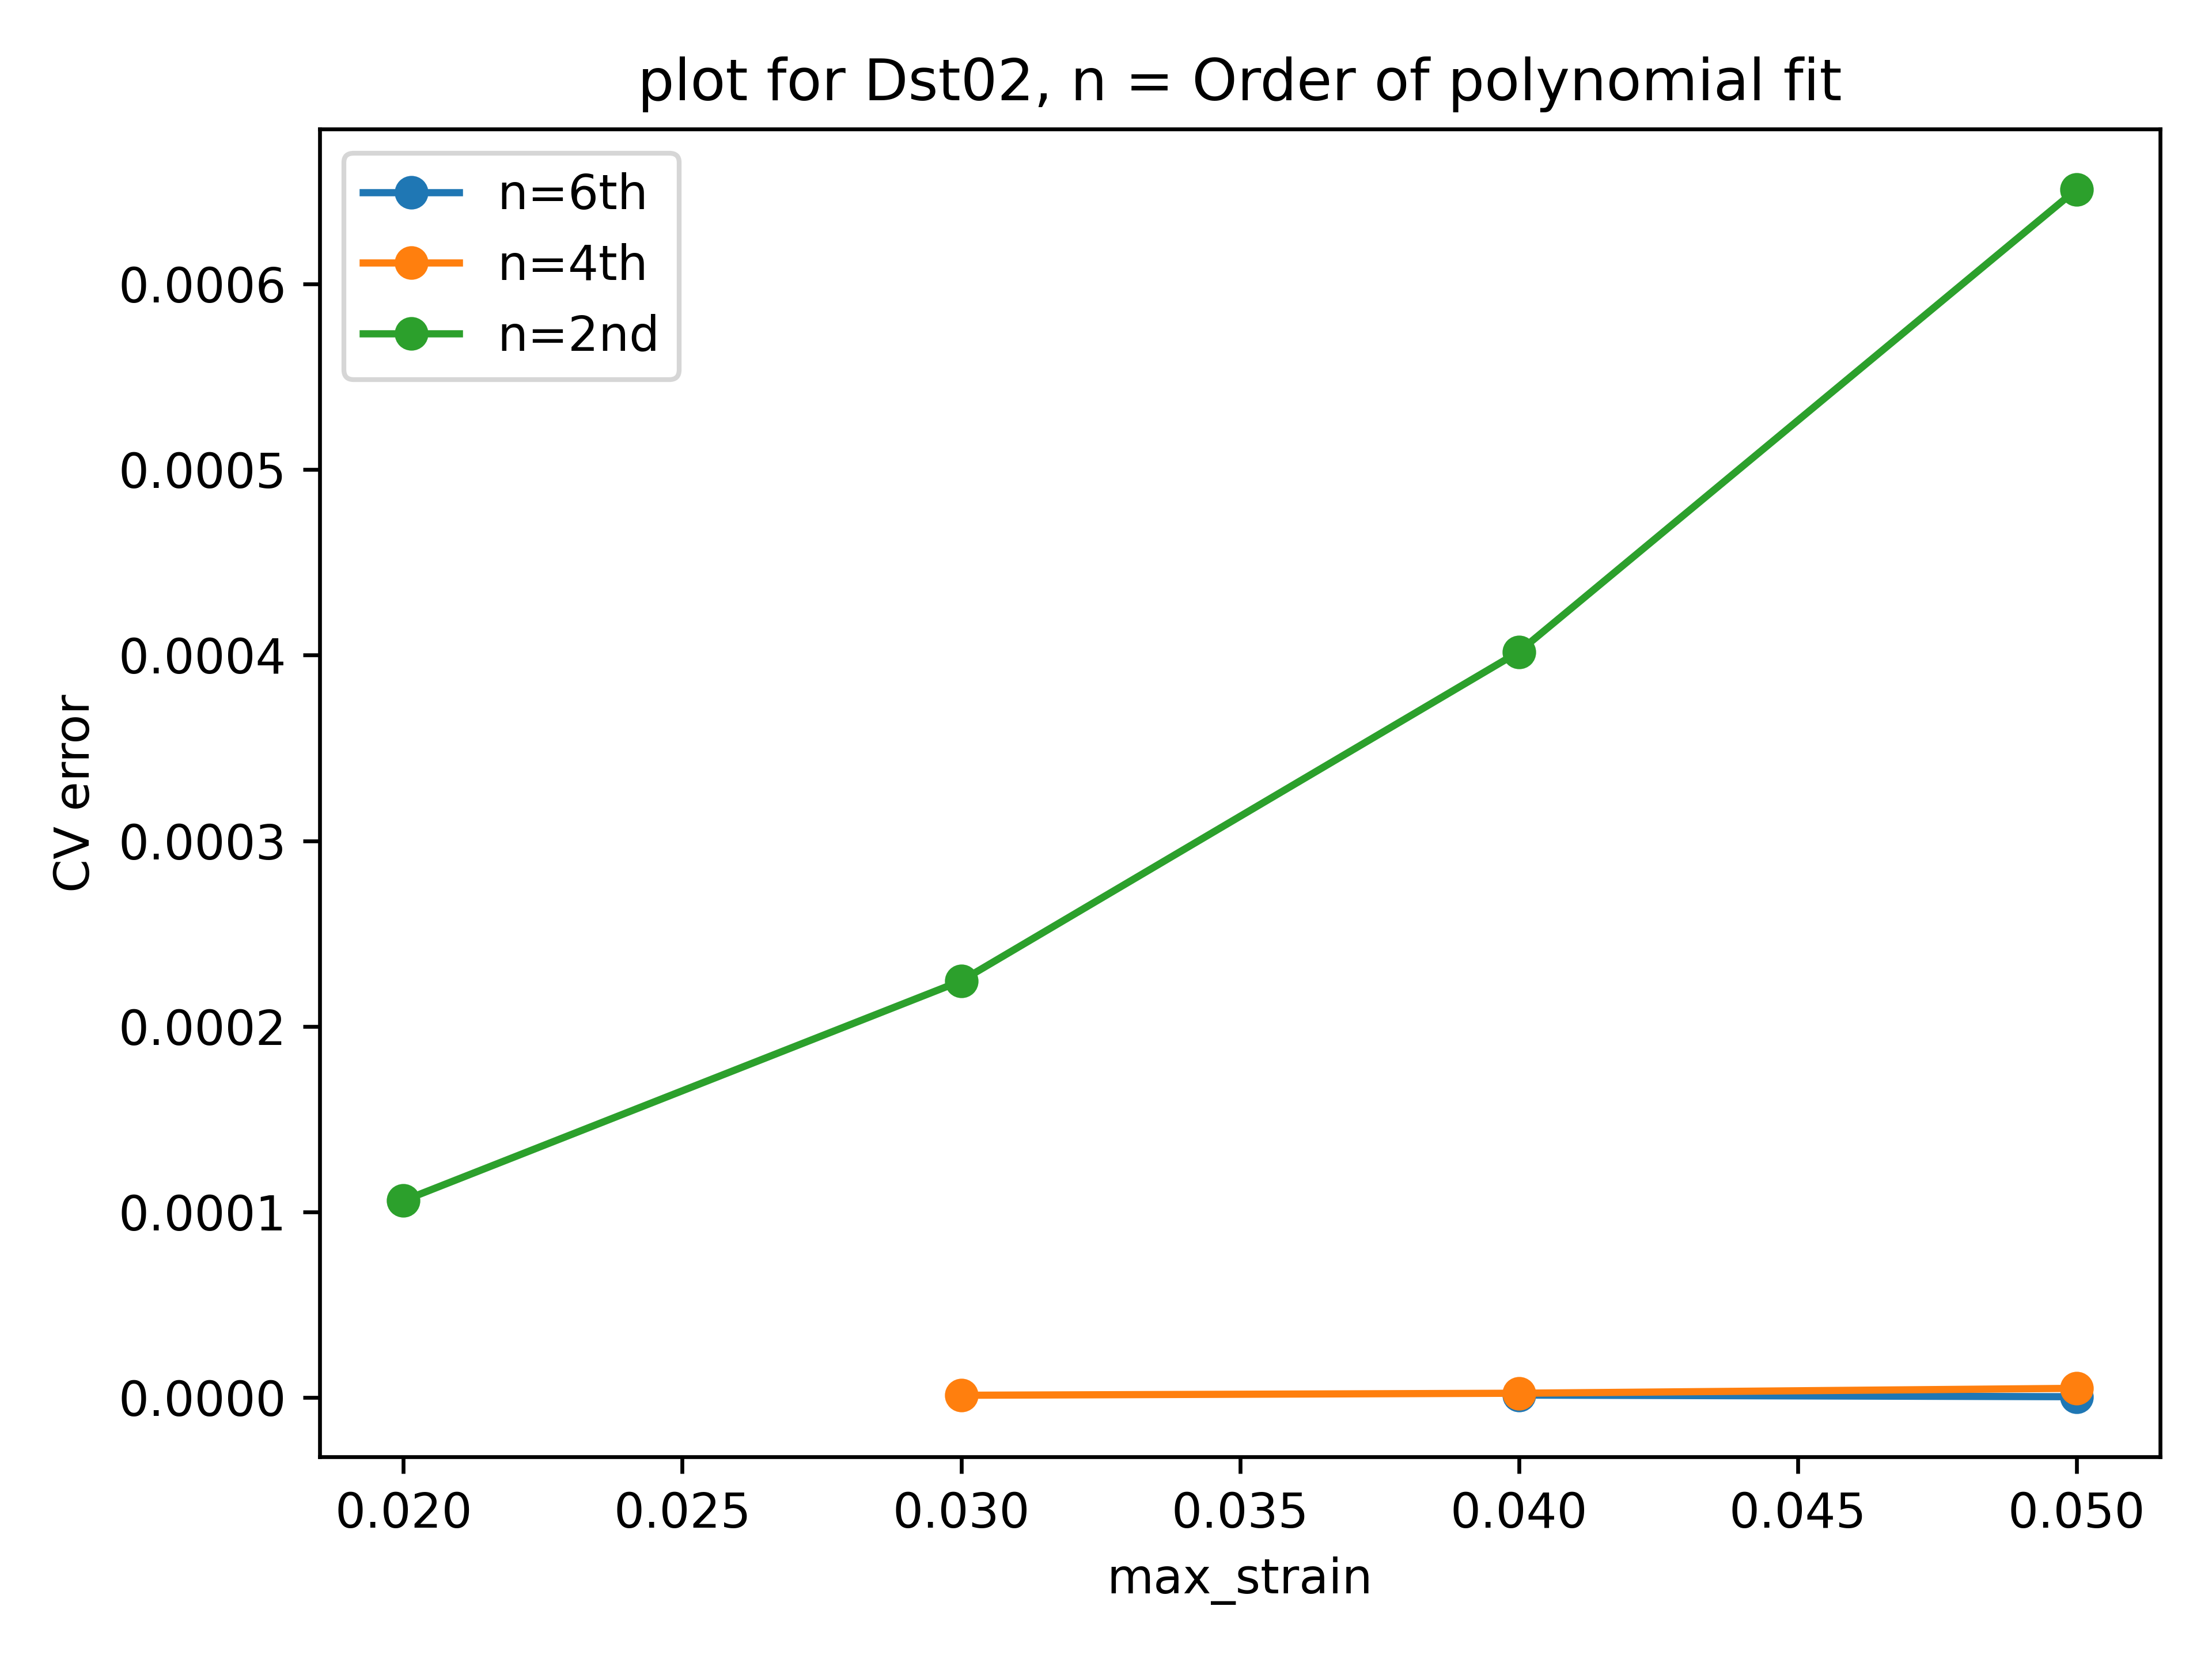 plot for Dst02, n = Order of polynomial fit
n=6th
n=4th
n=2nd
0.0006
0.0005
0.0004
0.0003
0.0002
0.0001
0.0000
CV error
0.020 0.025 0.030 0.035 0.040 0.045 0.050
max_strain